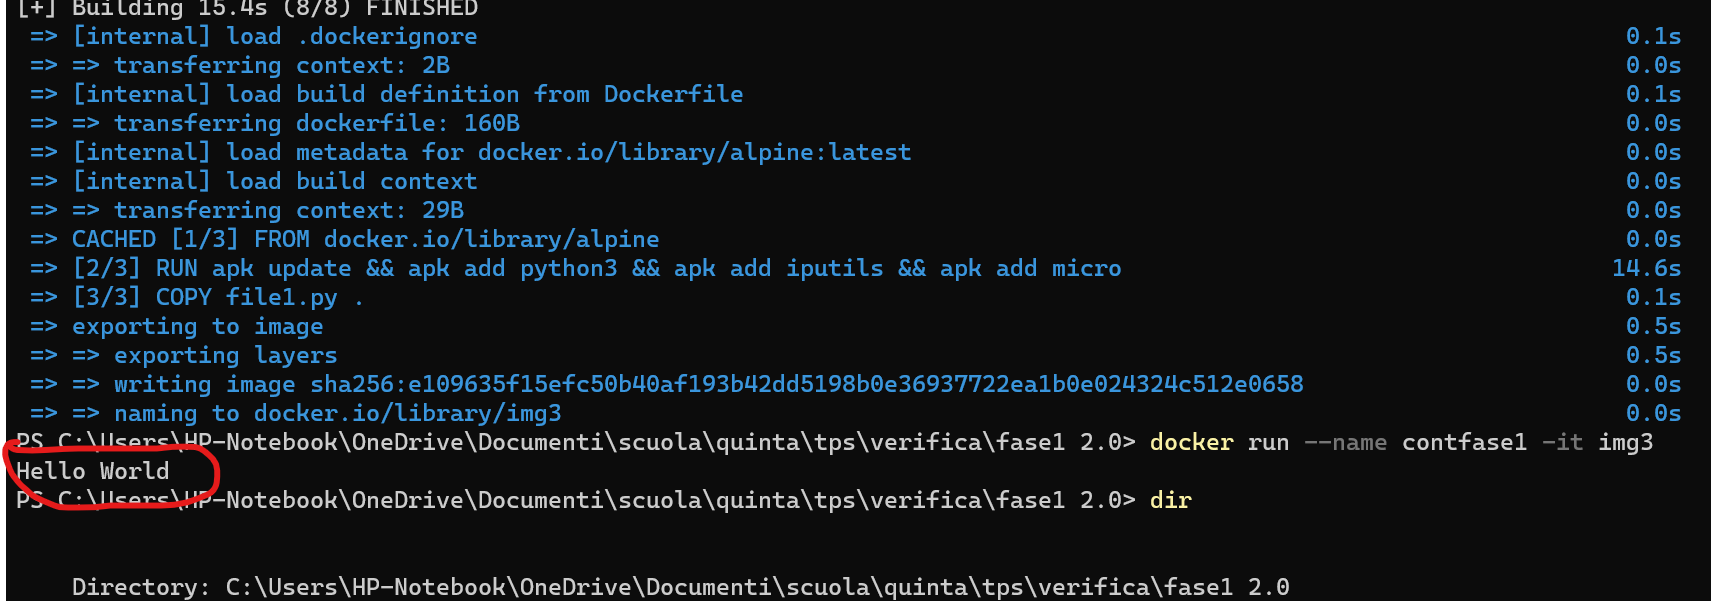 [+] Building 15.4s (8/8) FINISHED
=> [internal] load .dockerignore 0.1s
=> => transferring context: 2B 0.0s
=> [internal] load build definition from Dockerfile 0.1s
=> => transferring dockerfile: 160B 0.0s
=> [internal] load metadata for docker.io/library/alpine:latest 0.0s
=> [internal] load build context 0.0s
=> => transferring context: 29B 0.0s
=> CACHED [1/3] FROM docker.io/library/alpine 0.0s
=> [2/3] RUN apk update && apk add python3 && apk add iputils && apk add micro 14.6s
=> [3/3] COPY file1.py . 0.1s
=> exporting to image 0.5s
=> => exporting layers 0.5s
=> => writing image sha256:e109635f15efc50b40af193b42dd5198b0e36937722ea1b0e024324c512e0658 0.0s
=> => naming to docker.io/library/img3 0.0s
PS C:\Users\HP-Notebook\OneDrive\Documenti\scuola\quinta\tps\verifica\fase1 2.0> docker run --name contfase1 -it img3
Hello World
PS C:\Users\HP-Notebook\OneDrive\Documenti\scuola\quinta\tps\verifica\fase1 2.0> dir
Directory: C:\Users\HP-Notebook\OneDrive\Documenti\scuola\quinta\tps\verifica\fase1 2.0